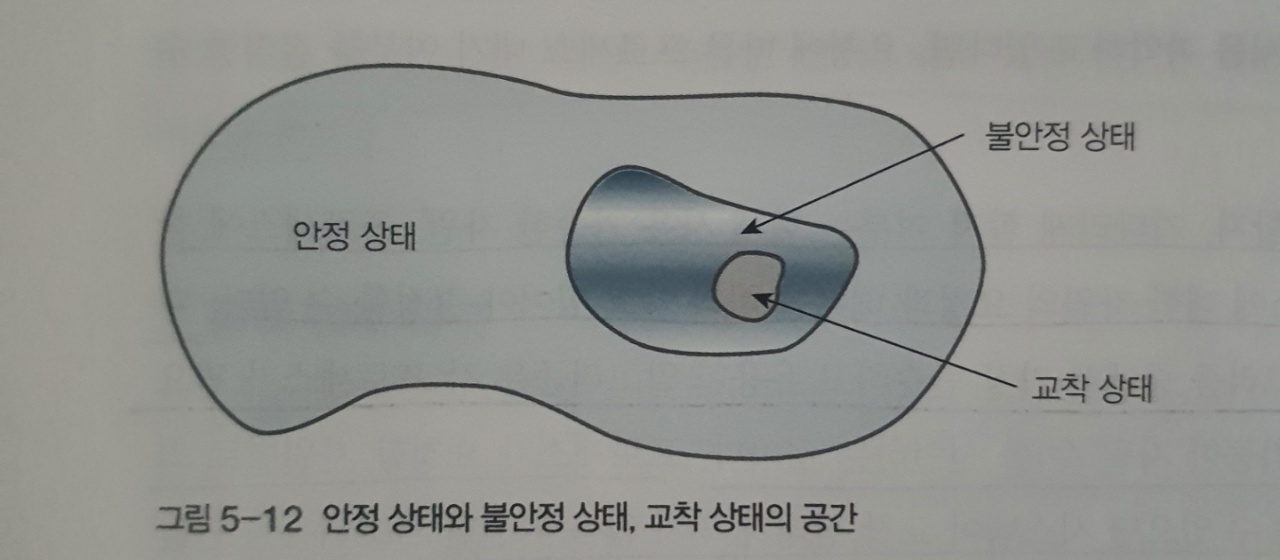 불안정 상태
안정 상태
교착 상태
그림 5-12 안정 상태와 불안정 상태, 교착 상태의 공간